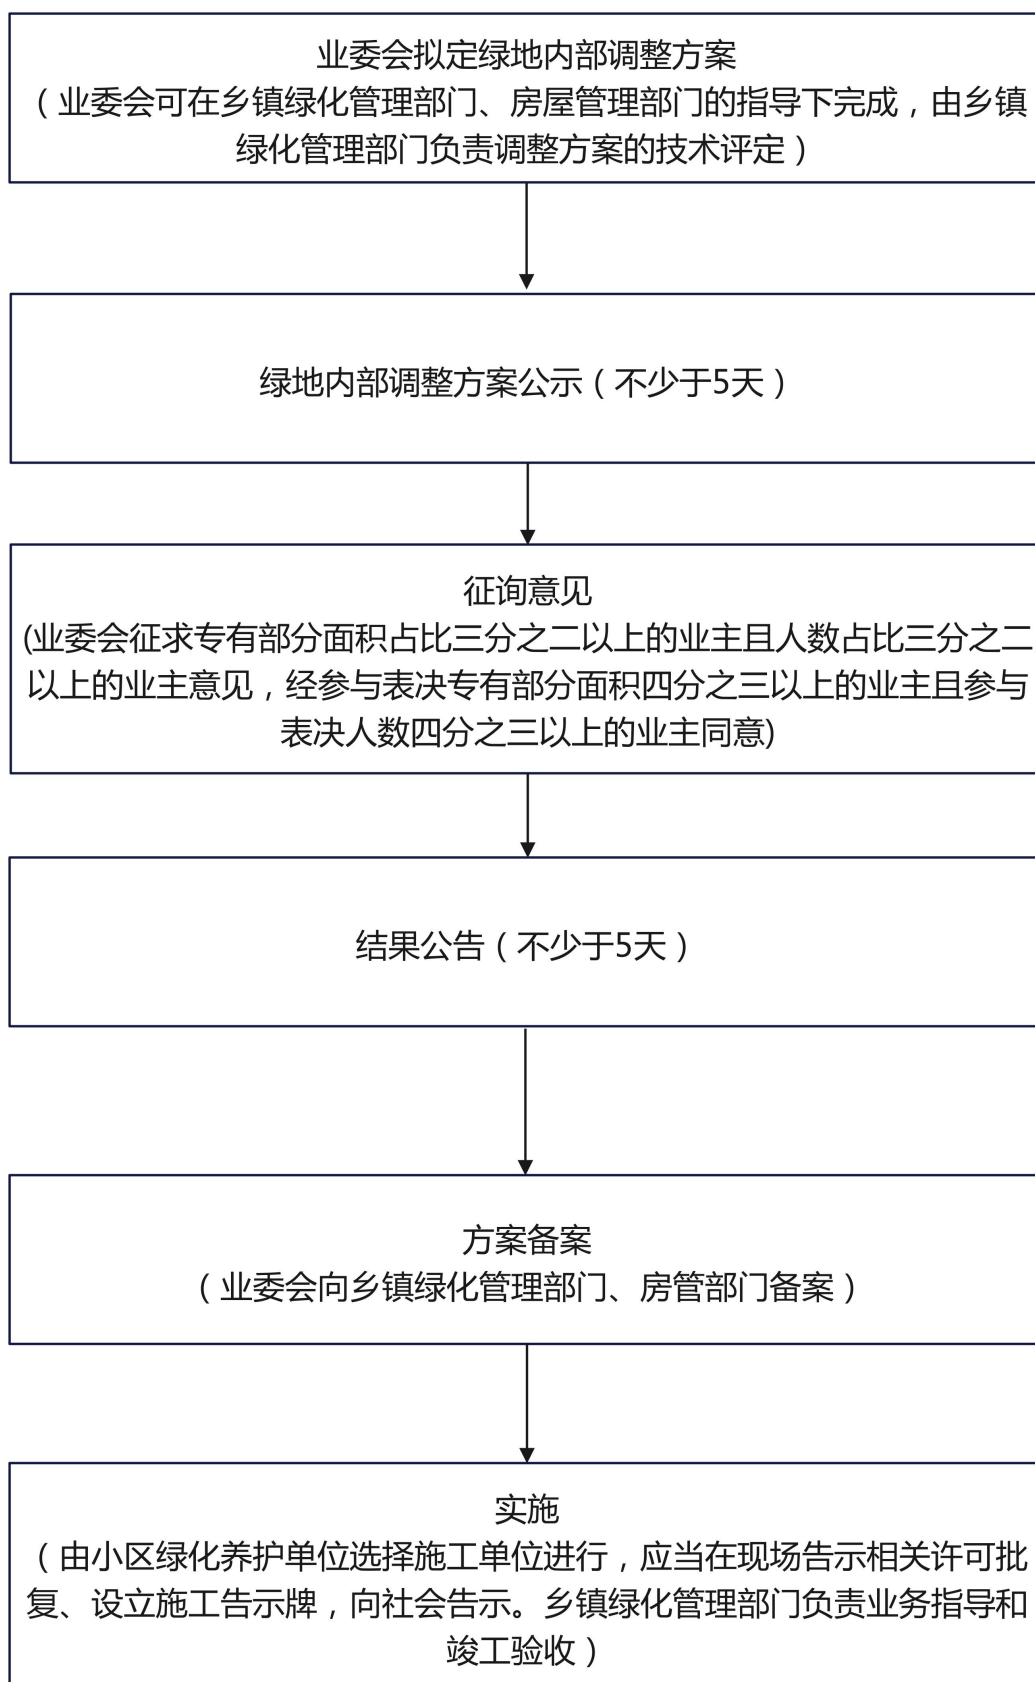 业委会拟定绿地内部调整方案
（业委会可在乡镇绿化管理部门、房屋管理部门的指导下完成，由乡镇
绿化管理部门负责调整方案的技术评定）
绿地内部调整方案公示（不少于5天）
征询意见
(业委会征求专有部分面积占比三分之二以上的业主且人数占比三分之二
以上的业主意见，经参与表决专有部分面积四分之三以上的业主且参与
表决人数四分之三以上的业主同意)
结果公告（不少于5天）
方案备案
（业委会向乡镇绿化管理部门、房管部门备案）
实施
（由小区绿化养护单位选择施工单位进行，应当在现场告示相关许可批
复、设立施工告示牌，向社会告示。乡镇绿化管理部门负责业务指导和
竣工验收）